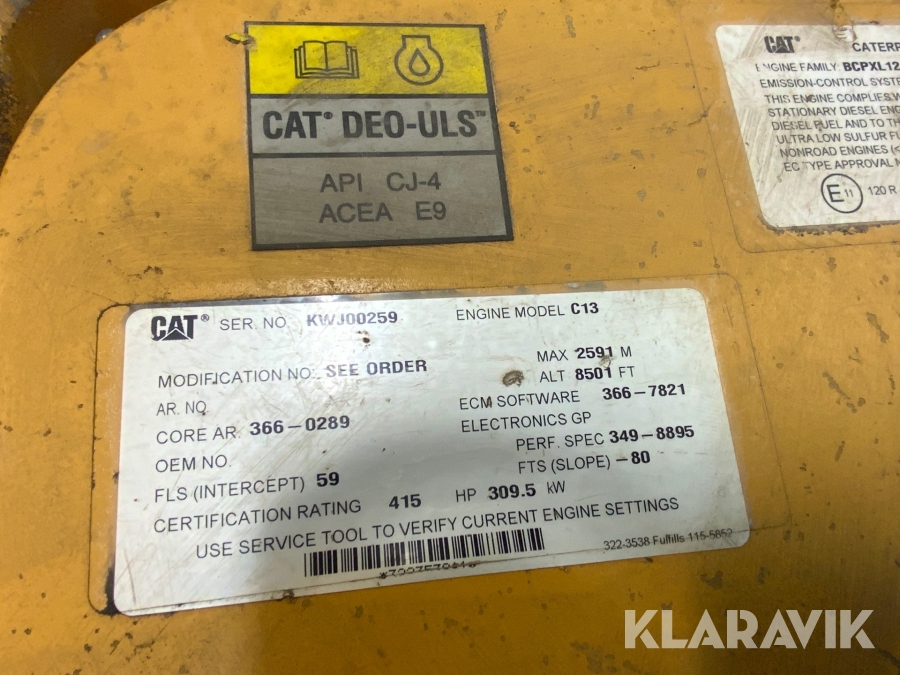 CAT® DEO-ULS™
API CJ-4
ACEA E9
CAT® CATERP
ENGINE FAMILY: BCPXL12
EMISSION-CONTROL SYSTE
THIS ENGINE COMPLIES W
STATIONARY DIESEL ENG
DIESEL FUEL AND TO TH
ULTRA LOW SULFUR FU
NONROAD ENGINES (<
EC TYPE APPROVAL N
E 11 120 R
CAT® SER. NO. KWJ00259 ENGINE MODEL C13
MAX 2591 M
MODIFICATION NO. SEE ORDER ALT 8501 FT
AR. NO. ECM SOFTWARE 366-7821
CORE AR. 366-0289 ELECTRONICS GP
OEM NO. PERF. SPEC 349-8895
FLS (INTERCEPT) 59 FTS (SLOPE) -80
CERTIFICATION RATING 415 HP 309.5 kW
USE SERVICE TOOL TO VERIFY CURRENT ENGINE SETTINGS
322-3538 Fulfills 115-5852
KLARAVIK